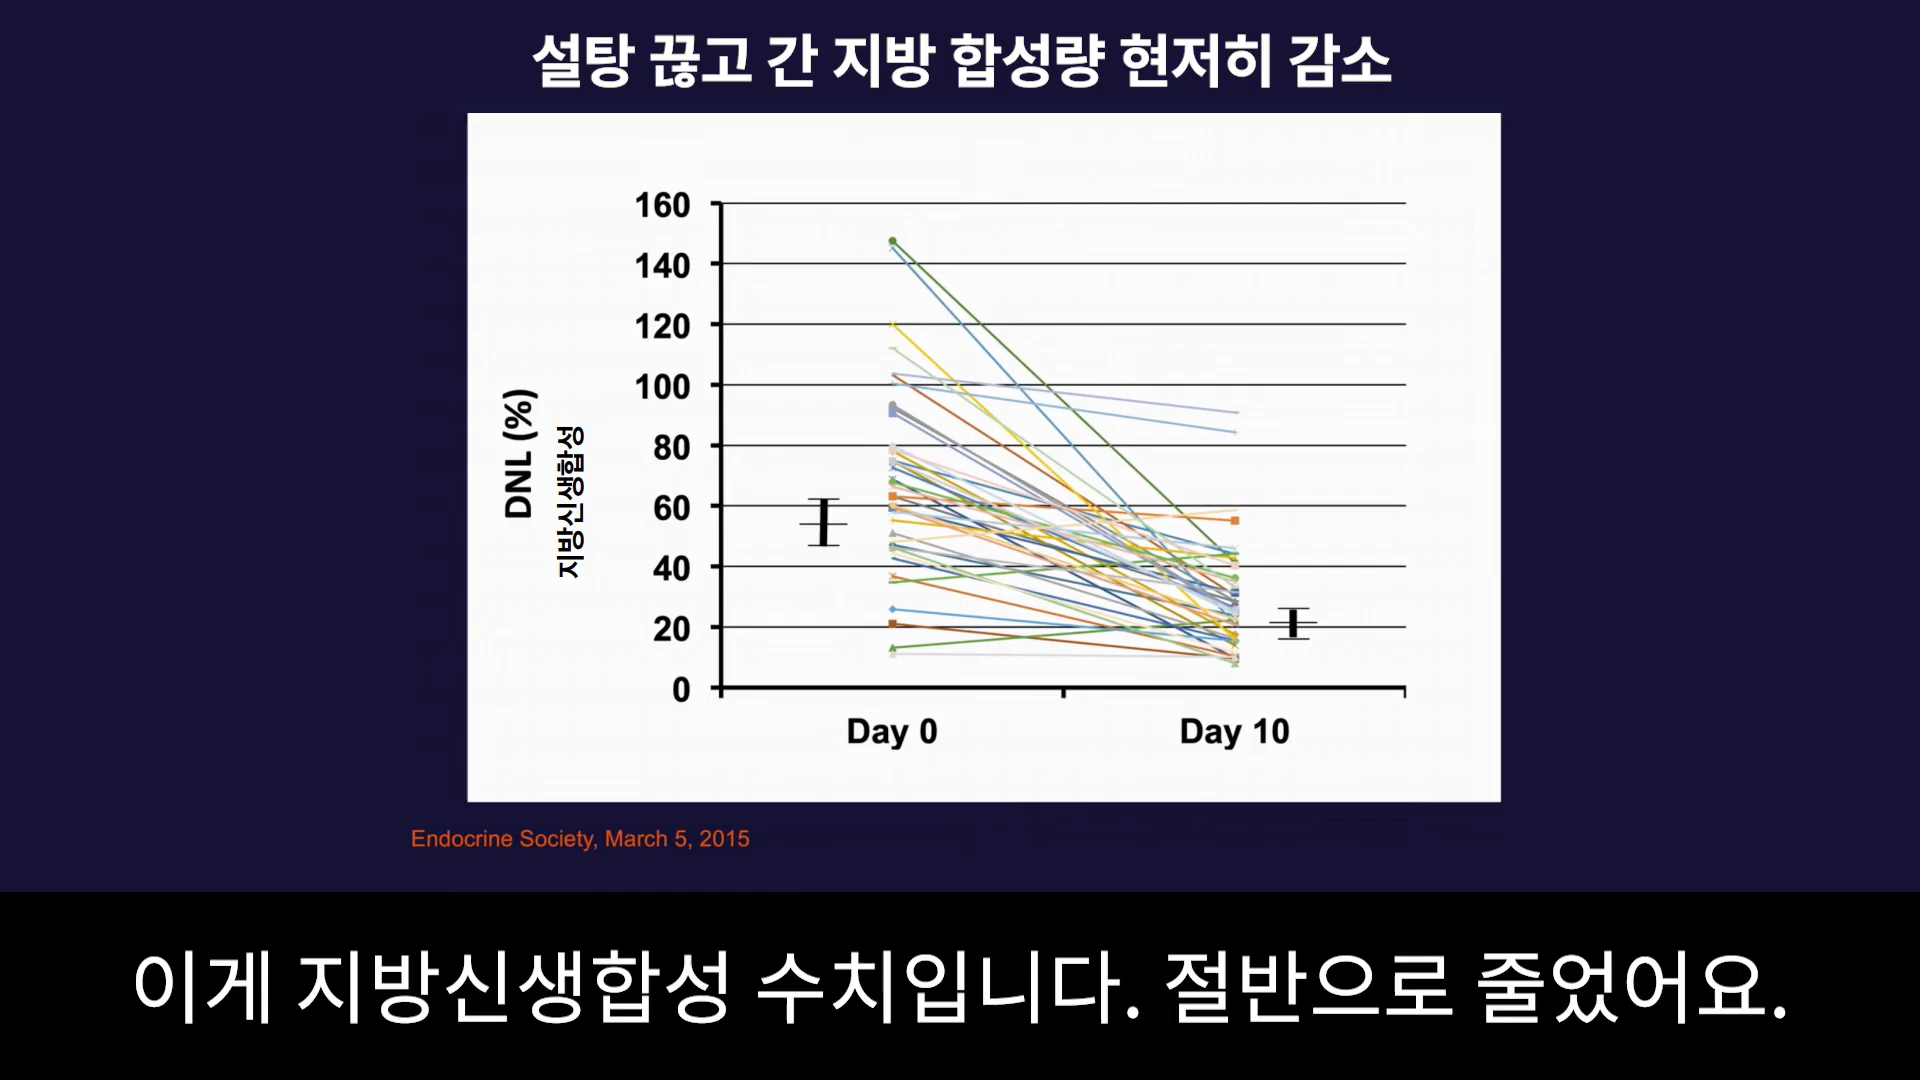 설탕 끊고 간 지방 합성량 현저히 감소
DNL (%)
지방신생합성
160
140
120
100
80
60
40
20
0
Day 0
Day 10
Endocrine Society, March 5, 2015
이게 지방신생합성 수치입니다. 절반으로 줄었어요.